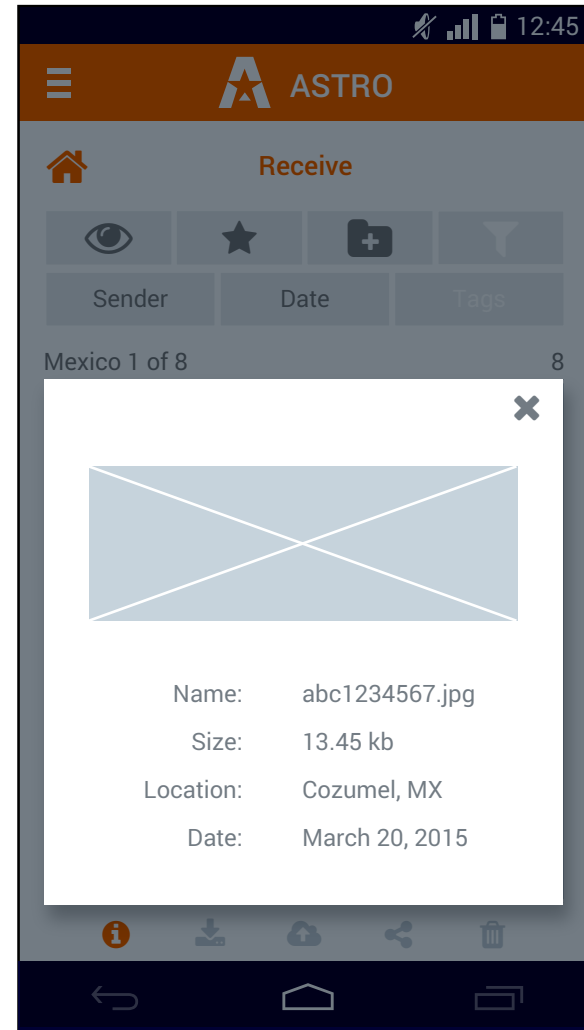 12:45
ASTRO
Receive
Sender Date Tags
Mexico 1 of 8 8
Name: abc1234567.jpg
Size: 13.45 kb
Location: Cozumel, MX
Date: March 20, 2015